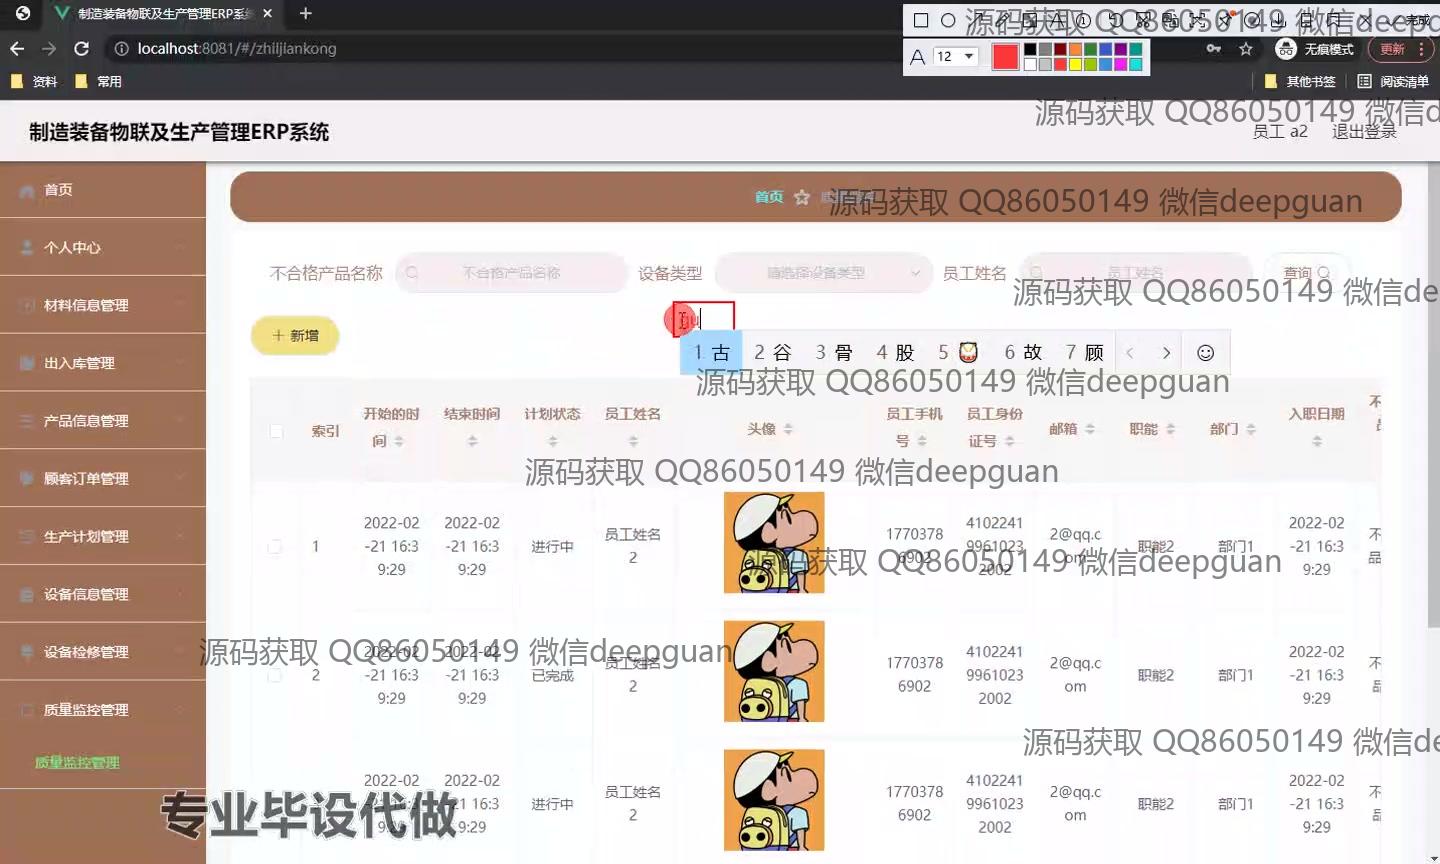 制造装备物联及生产管理ERP系统
完成
localhost:8081/#/zhiijiankong
无痕模式
更新
A 12
资料
常用
其他书签
阅读清单
源码获取 QQ86050149 微信deepg
制造装备物联及生产管理ERP系统
源码获取 QQ86050149 微信d
员工 a2
退出登录
首页
首页
源码获取 QQ86050149 微信deepguan
个人中心
不合格产品名称
不合格产品名称
设备类型
请选择设备类型
员工姓名
员工姓名
查询
源码获取 QQ86050149 微信de
材料信息管理
新增
gu
1 古 2 谷 3 骨 4 股 5 6 故 7 顾
出入库管理
源码获取 QQ86050149 微信deepguan
产品信息管理
索引
开始的时间
结束时间
计划状态
员工姓名
头像
员工手机号
员工身份证号
邮箱
职能
部门
入职日期
不
顾客订单管理
源码获取 QQ86050149 微信deepguan
生产计划管理
1
2022-02-21 16:39:29
2022-02-21 16:39:29
进行中
员工姓名2
17703786902
410224199610232002
2@qq.com
职能2
部门1
2022-02-21 16:39:29
不
品
源码获取 QQ86050149 微信deepguan
设备信息管理
设备检修管理
源码获取 QQ86050149 微信deepguan
2
2022-02-21 16:39:29
2022-02-21 16:39:29
已完成
员工姓名2
17703786902
410224199610232002
2@qq.com
职能2
部门1
2022-02-21 16:39:29
不
品
质量监控管理
源码获取 QQ86050149 微信de
质量监控管理
2022-02-21 16:39:29
2022-02-21 16:39:29
进行中
员工姓名2
17703786902
410224199610232002
2@qq.com
职能2
部门1
2022-02-21 16:39:29
不
品
专业毕设代做